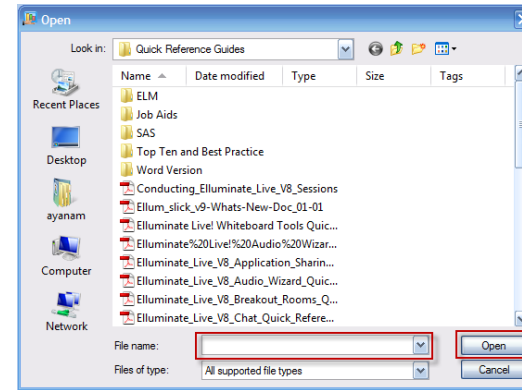 Open
Look in: Quick Reference Guides
Name Date modified Type Size Tags
Recent Places
Desktop
ayanam
Computer
Network
ELM
Job Aids
SAS
Top Ten and Best Practice
Word Version
Conducting_Elluminate_Live_V8_Sessions
Ellum_slick_v9-Whats-New-Doc_01-01
Elluminate Live! Whiteboard Tools Quic...
Elluminate%20Live!%20Audio%20Wizar...
Elluminate_Live_V8_Application_Sharin...
Elluminate_Live_V8_Audio_Wizard_Quic...
Elluminate_Live_V8_Breakout_Rooms_Q...
Elluminate_Live_V8_Chat_Quick_Refere...
File name: Open
Files of type: All supported file types Cancel